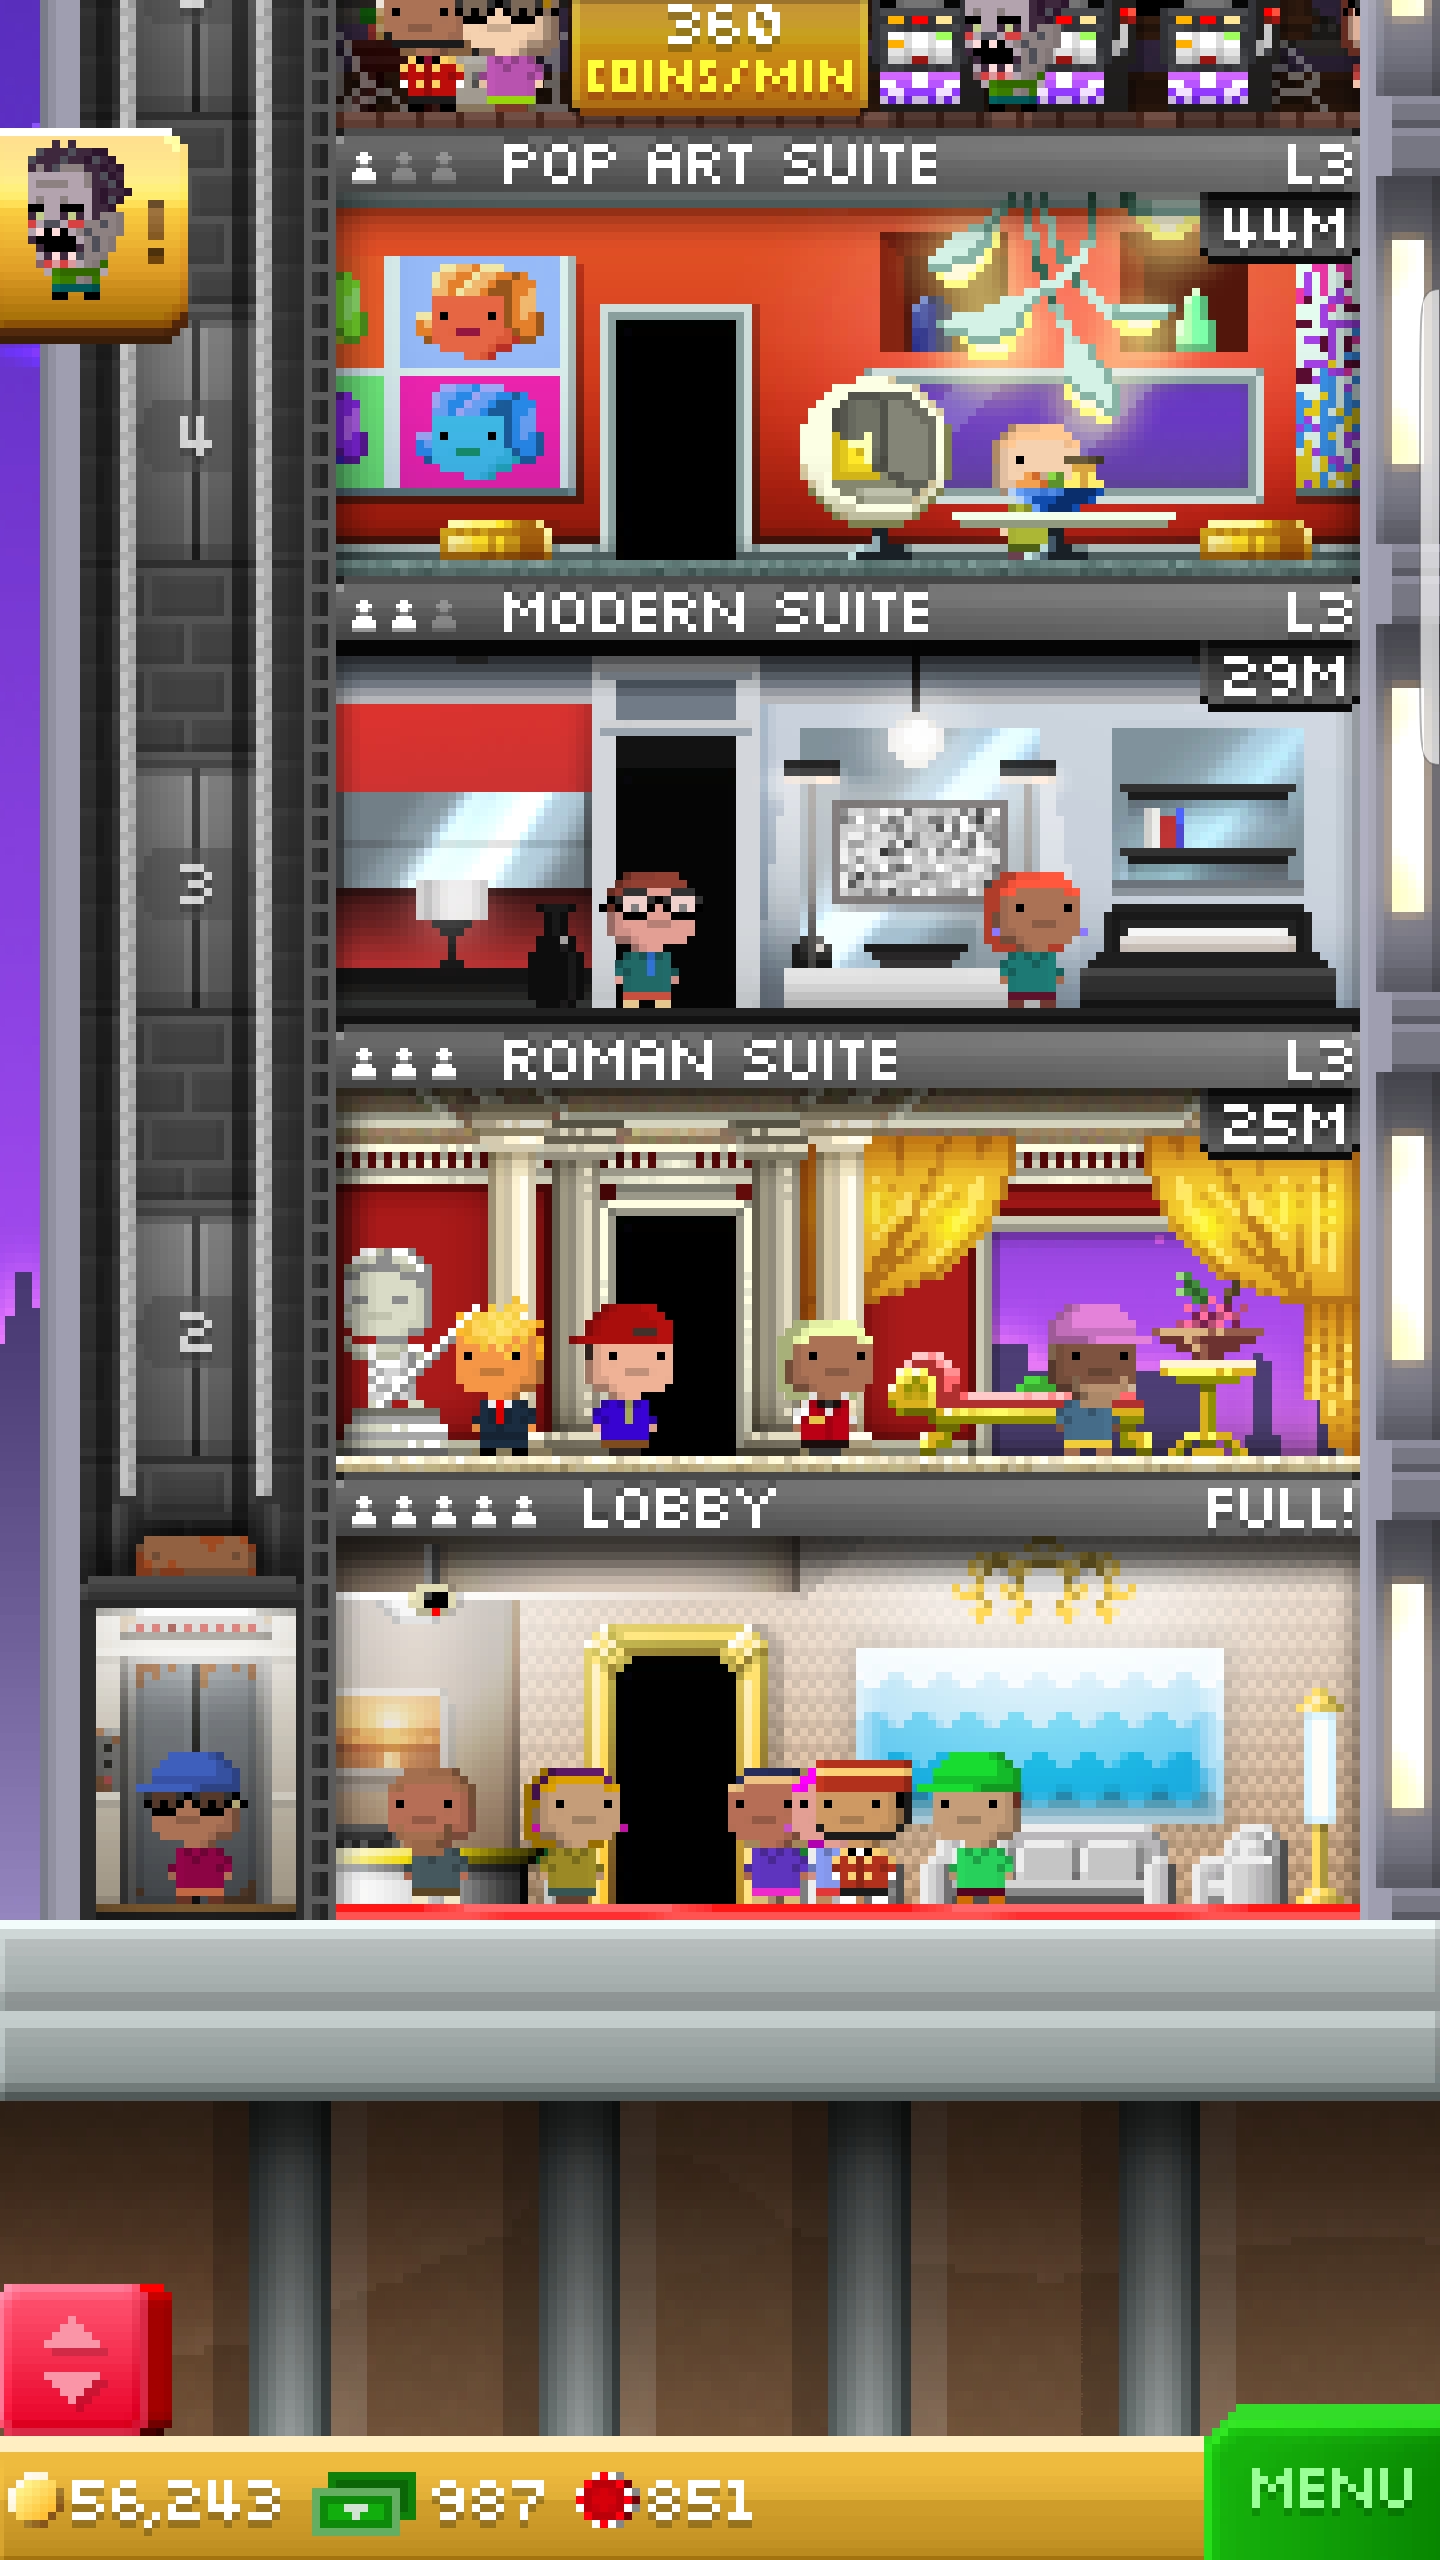 360
COINS/MIN
POP ART SUITE L3
44M
!
4
MODERN SUITE L3
29M
3
ROMAN SUITE L3
25M
2
LOBBY FULL!
56,243 987 851
MENU